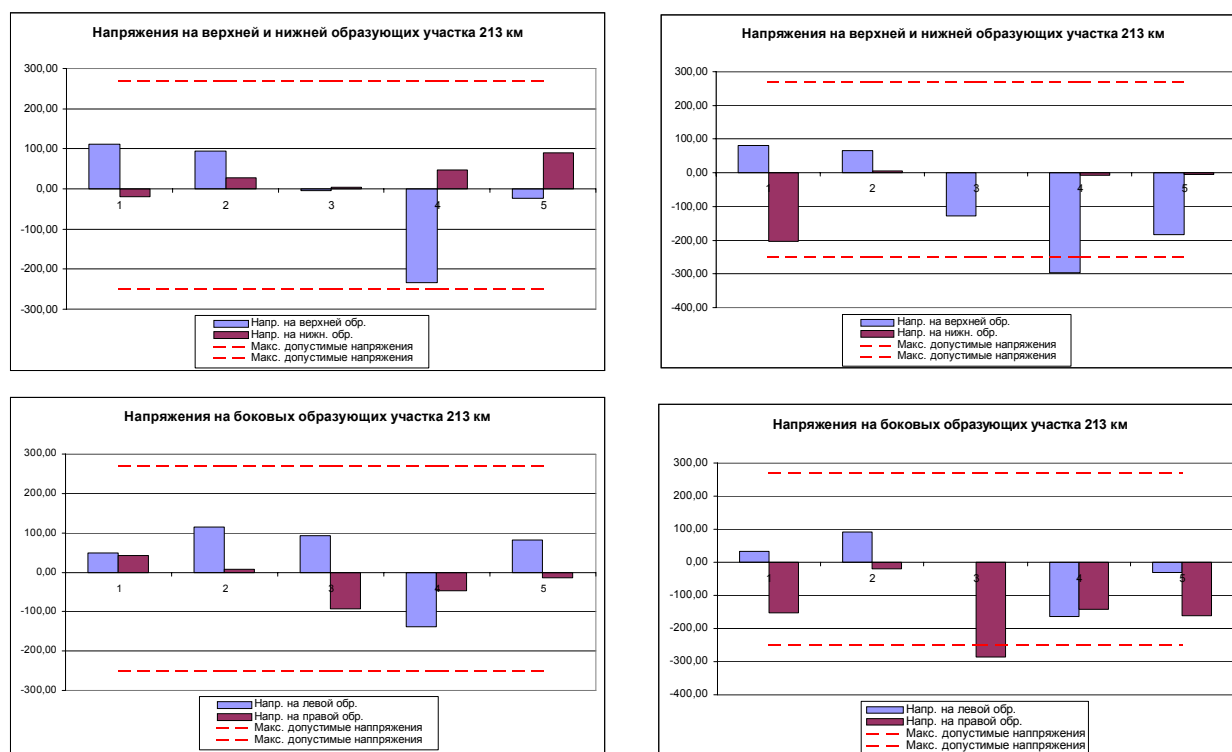 Напряжения на верхней и нижней образующих участка 213 км
300,00
200,00
100,00
0,00
-100,00
-200,00
-300,00
1
2
3
4
5
Напр. на верхней обр.
Напр. на нижн. обр.
Макс. допустимые напряжения
Макс. допустимые напряжения
Напряжения на верхней и нижней образующих участка 213 км
300,00
200,00
100,00
0,00
-100,00
-200,00
-300,00
-400,00
1
2
3
4
5
Напр. на верхней обр.
Напр. на нижн. обр.
Макс. допустимые напряжения
Макс. допустимые напряжения
Напряжения на боковых образующих участка 213 км
300,00
200,00
100,00
0,00
-100,00
-200,00
-300,00
1
2
3
4
5
Напр. на левой обр.
Напр. на правой обр.
Макс. допустимые наппряжения
Макс. допустимые наппряжения
Напряжения на боковых образующих участка 213 км
300,00
200,00
100,00
0,00
-100,00
-200,00
-300,00
-400,00
1
2
3
4
5
Напр. на левой обр.
Напр. на правой обр.
Макс. допустимые наппряжения
Макс. допустимые наппряжения